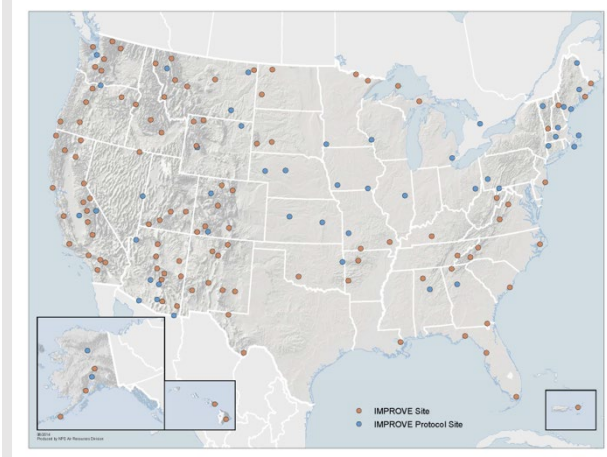 IMPROVE Site
IMPROVE Protocol Site
Produced by NPS Air Resources Division